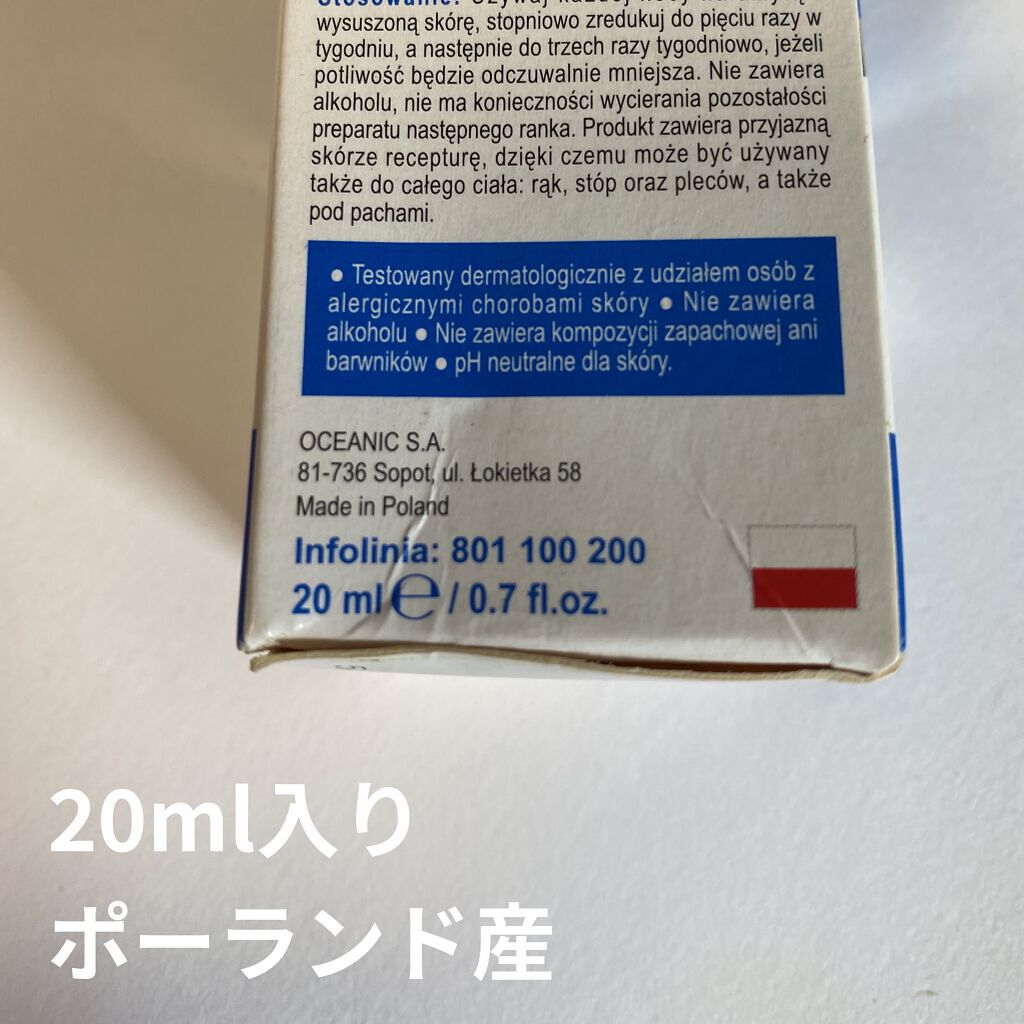 Stosowanie:
wysuszoną skórę, stopniowo zredukuj do pięciu razy w
tygodniu, a następnie do trzech razy tygodniowo, jeżeli
potliwość będzie odczuwalnie mniejsza. Nie zawiera
alkoholu, nie ma konieczności wycierania pozostałości
preparatu następnego ranka. Produkt zawiera przyjazną
skórze recepturę, dzięki czemu może być używany
także do całego ciała: rąk, stóp oraz pleców, a także
pod pachami.
● Testowany dermatologicznie z udziałem osób z
alergicznymi chorobami skóry ● Nie zawiera
alkoholu ● Nie zawiera kompozycji zapachowej ani
barwników ● pH neutralne dla skóry.
OCEANIC S.A.
81-736 Sopot, ul. Łokietka 58
Made in Poland
Infolinia: 801 100 200
20 ml ℮ / 0.7 fl.oz.
20ml入り
ポーランド産